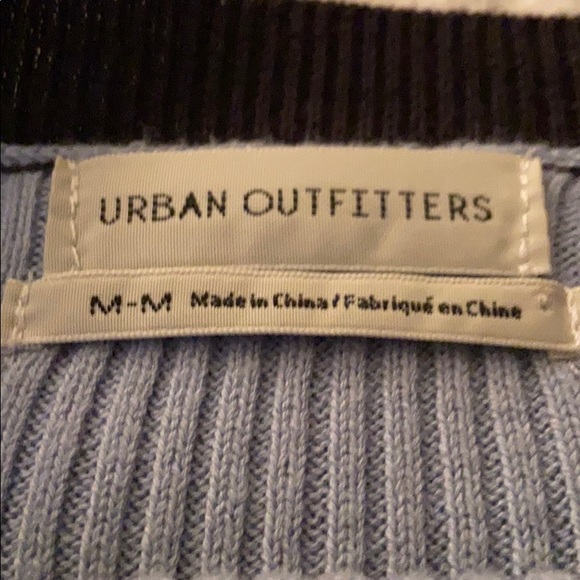 URBAN OUTFITTERS
M-M Made in China / Fabriqué en Chine